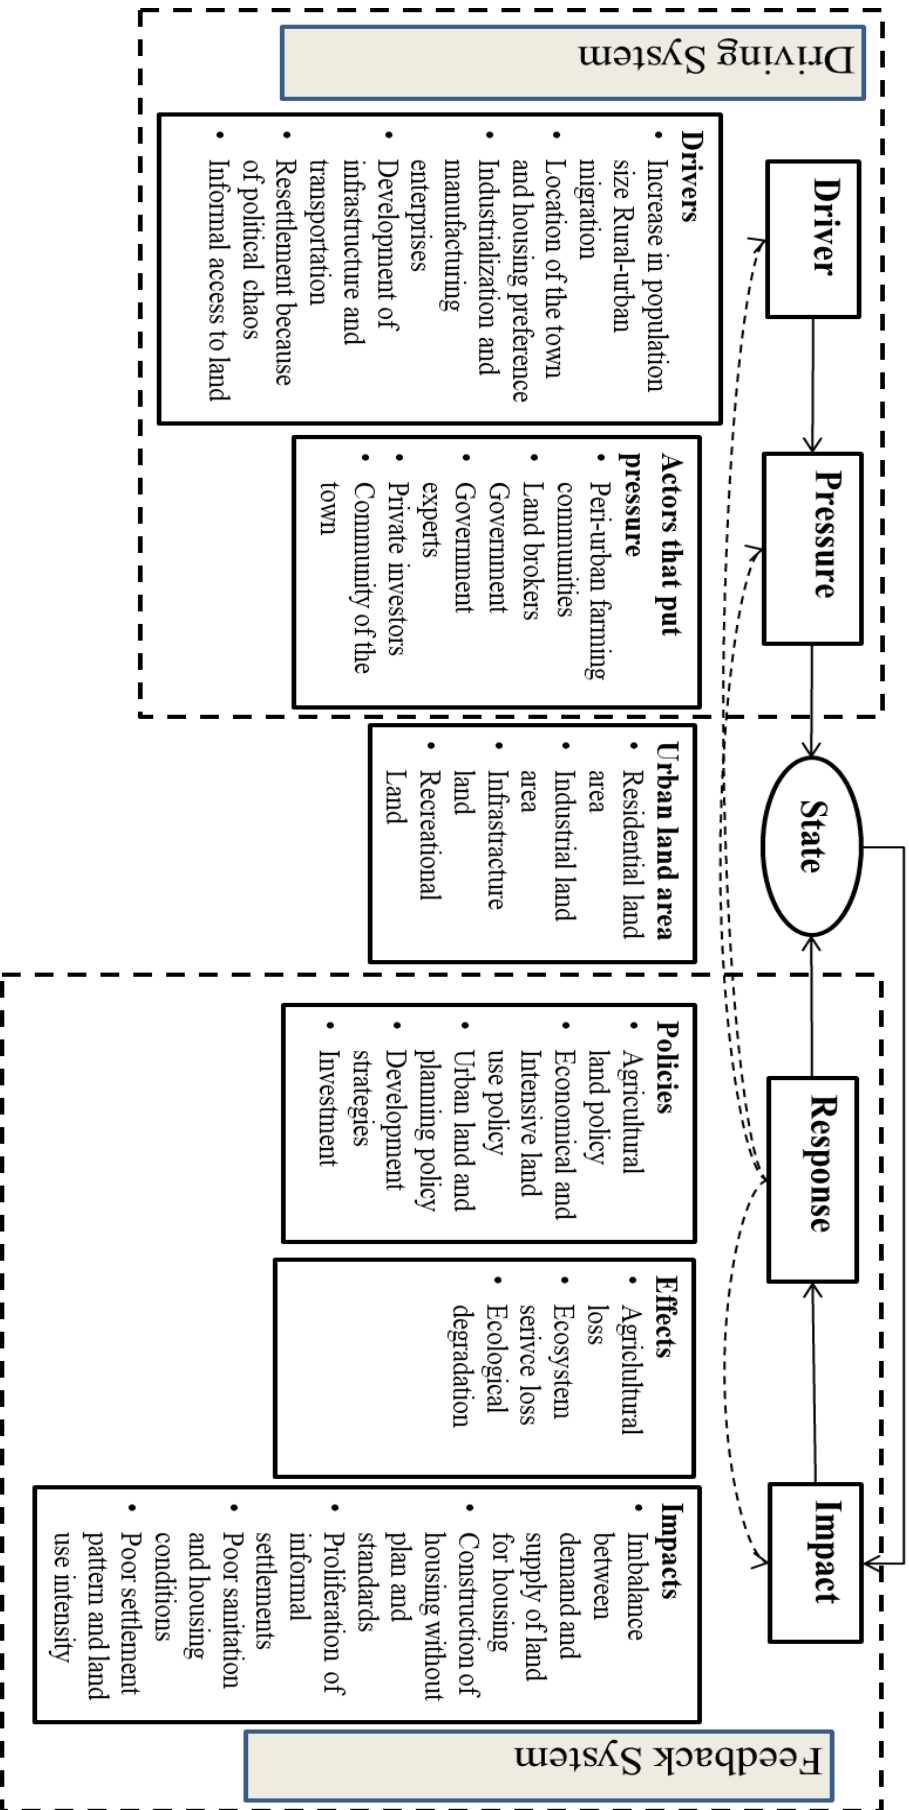 Driving System
Driver
Pressure
State
Response
Impact
Drivers
• Increase in population
size Rural-urban
migration
• Location of the town
and housing preference
• Industrialization and
manufacturing
enterprises
• Development of
infrastructure and
transportation
• Resettlement because
of political chaos
• Informal access to land
Actors that put
pressure
• Peri-urban farming
communities
• Land brokers
Government
• Government
experts
• Private investors
• Community of the
town
Urban land area
• Residential land
area
• Industrial land
area
• Infrastracture
land
• Recreational
Land
Policies
• Agricultural
land policy
• Economical and
Intensive land
use policy
• Urban land and
planning policy
• Development
strategies
• Investment
Effects
• Agriclultural
loss
• Ecosystem
serivce loss
• Ecological
degradation
Impacts
• Imbalance
between
demand and
supply of land
for housing
• Construction of
housing without
plan and
standards
• Proliferation of
informal
settlements
• Poor sanitation
and housing
conditions
• Poor settlement
pattern and land
use intensity
Feedback System